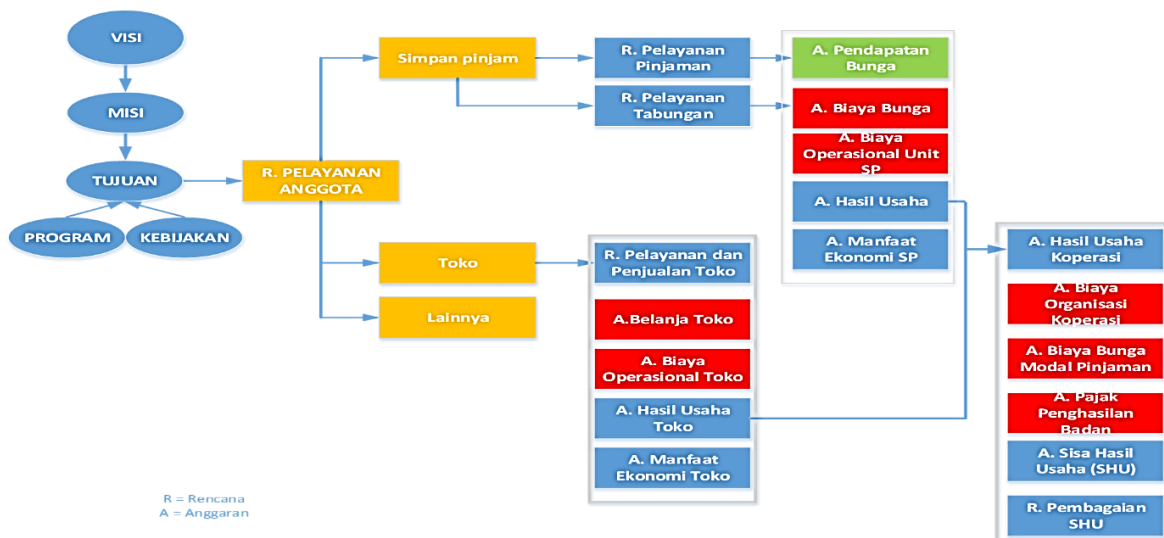 VISI
MISI
TUJUAN
PROGRAM
KEBIJAKAN
R. PELAYANAN
ANGGOTA
Simpan pinjam
Toko
Lainnya
R. Pelayanan
Pinjaman
R. Pelayanan
Tabungan
A. Pendapatan
Bunga
A. Biaya Bunga
A. Biaya
Operasional Unit
SP
A. Hasil Usaha
A. Manfaat
Ekonomi SP
R. Pelayanan dan
Penjualan Toko
A.Belanja Toko
A. Biaya
Operasional Toko
A. Hasil Usaha
Toko
A. Manfaat
Ekonomi Toko
A. Hasil Usaha
Koperasi
A. Biaya
Organisasi
Koperasi
A. Biaya Bunga
Modal Pinjaman
A. Pajak
Penghasilan
Badan
A. Sisa Hasil
Usaha (SHU)
R. Pembagaian
SHU
R = Rencana
A = Anggaran